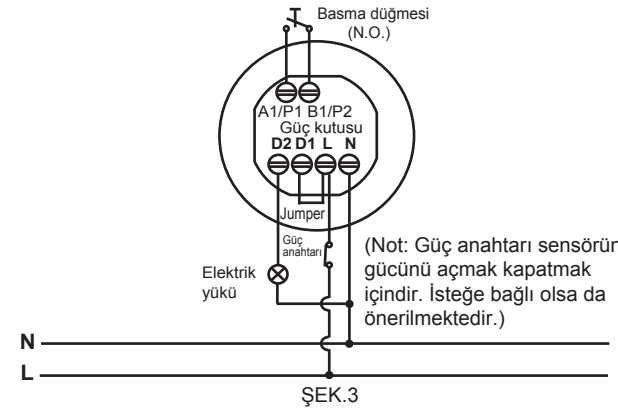 Basma düğmesi
(N.O.)
A1/P1 B1/P2
Güç kutusu
D2 D1 L N
Jumper
Güç
anahtarı
Elektrik
yükü
(Not: Güç anahtarı sensörün
gücünü açmak kapatmak
içindir. İsteğe bağlı olsa da
önerilmektedir.)
N
L
ŞEK.3